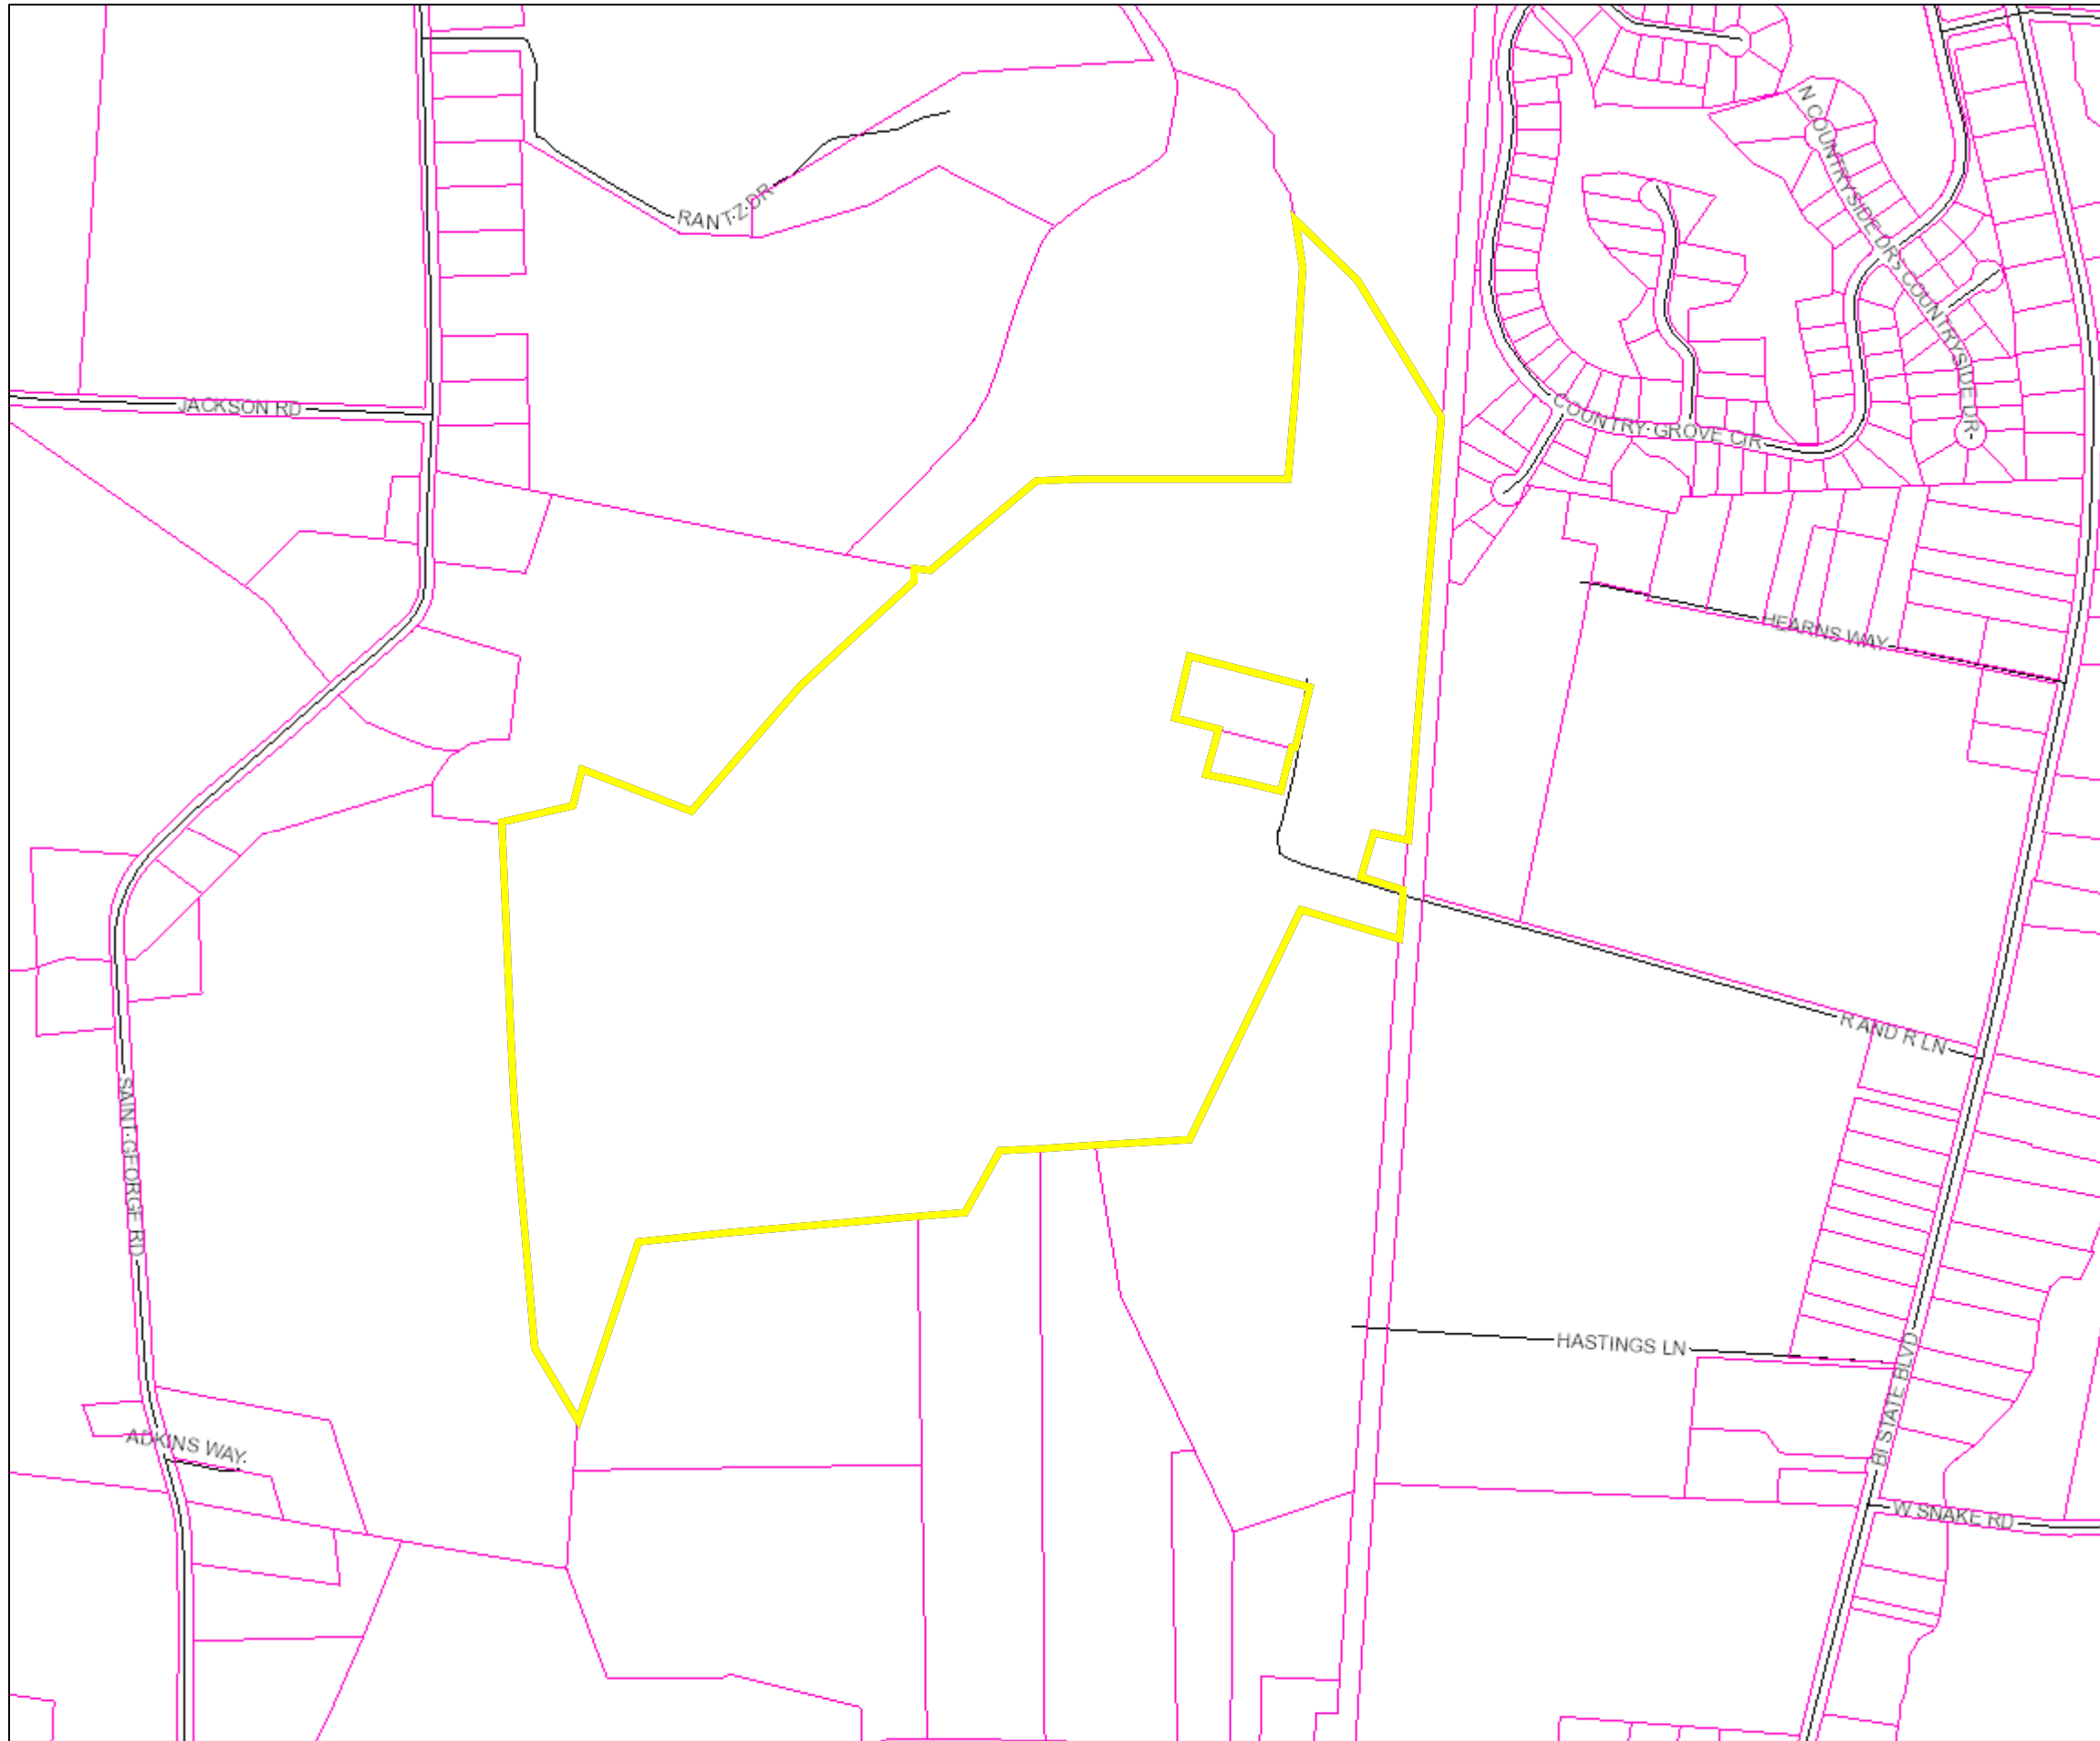 N COUNTRYSIDE DR
RANTZ DR
S COUNTRYSIDE DR
JACKSON RD
COUNTRY GROVE CIR
HEARNS WAY
R AND R LN
SAINT GEORGE RD
HASTINGS LN
BI STATE BLVD
ADKINS WAY
W SNAKE RD